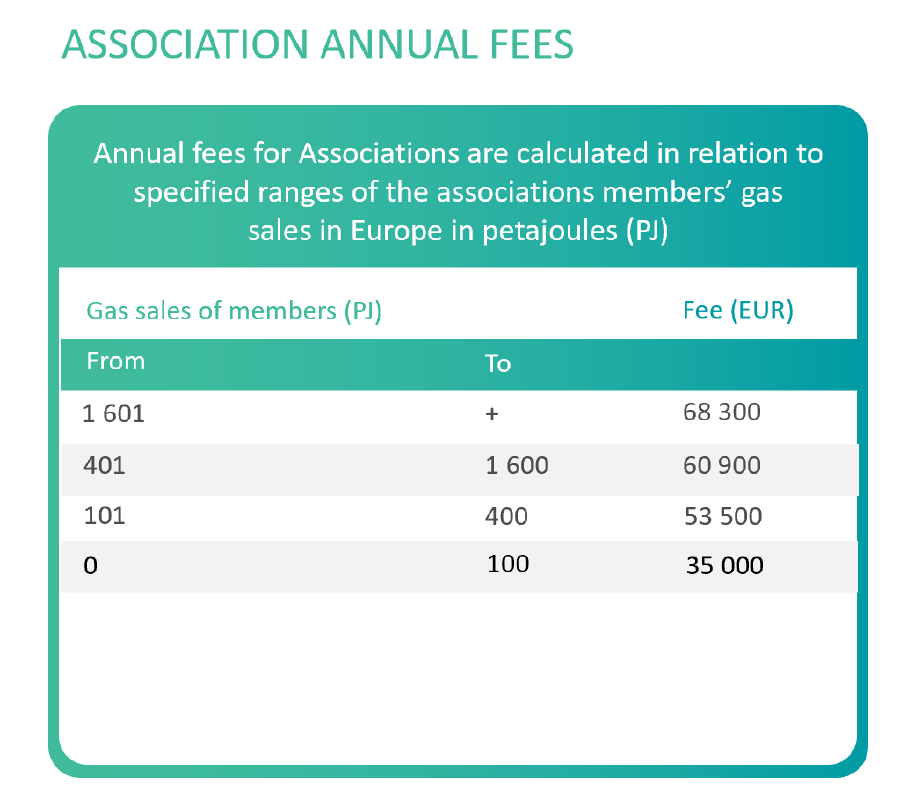 ASSOCIATION ANNUAL FEES
Annual fees for Associations are calculated in relation to
specified ranges of the associations members’ gas
sales in Europe in petajoules (PJ)
Gas sales of members (PJ) Fee (EUR)
From To
1 601 + 68 300
401 1 600 60 900
101 400 53 500
0 100 35 000